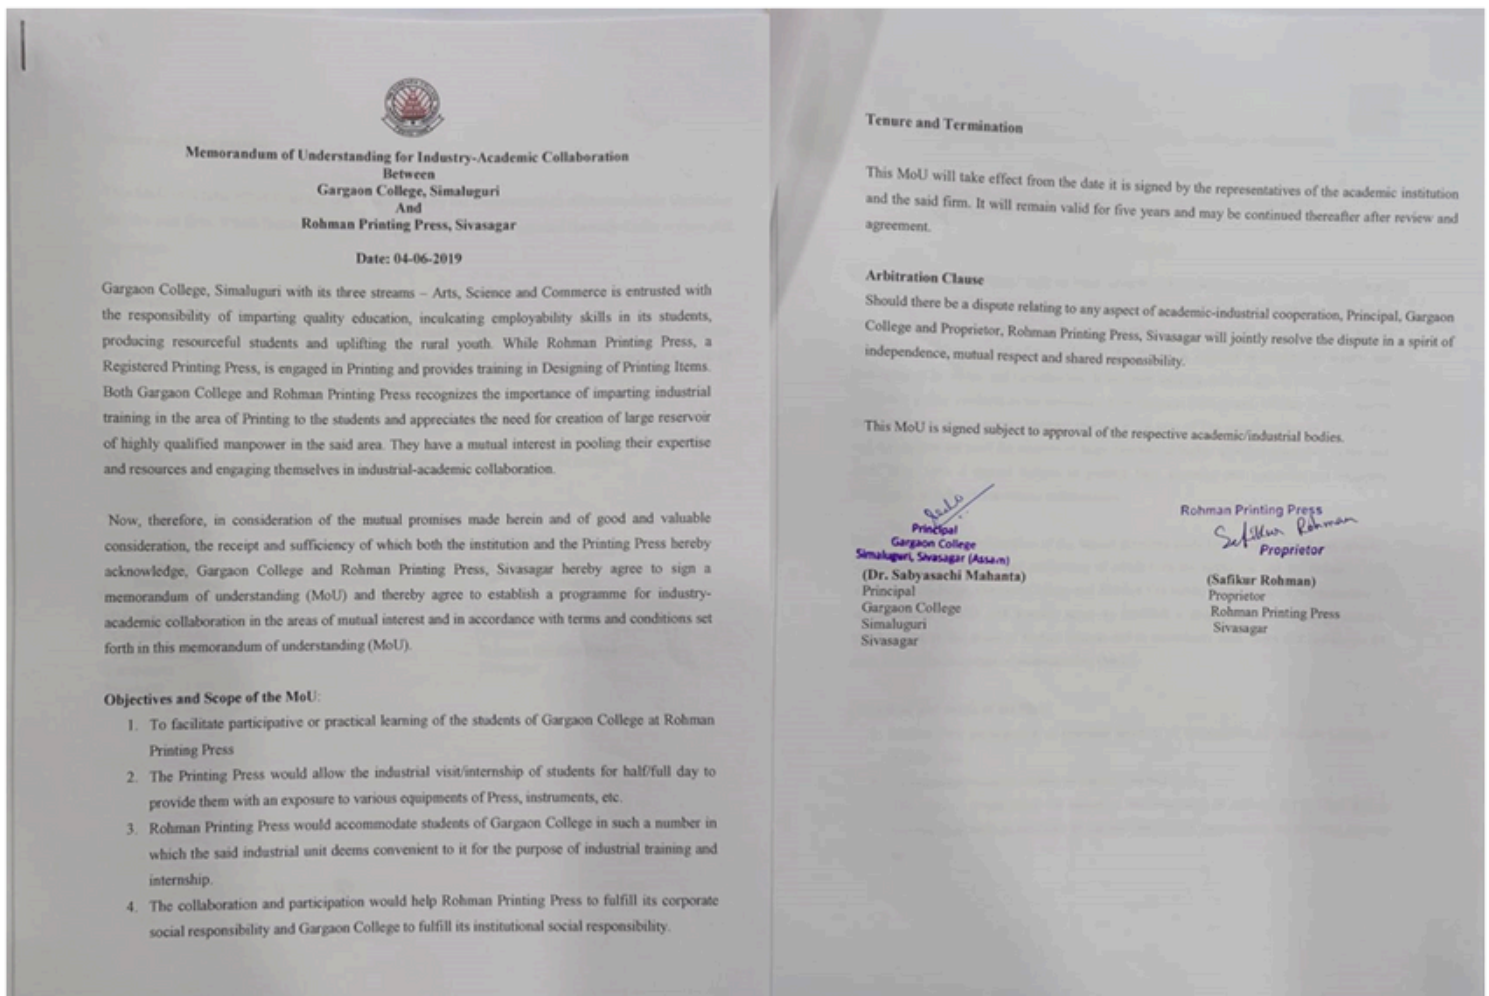 Memorandum of Understanding for Industry-Academic Collaboration
Between
Gargaon College, Simaluguri
And
Rohman Printing Press, Sivasagar
Date: 04-06-2019
Gargaon College, Simaluguri with its three streams – Arts, Science and Commerce is entrusted with
the responsibility of imparting quality education, inculcating employability skills in its students,
producing resourceful students and uplifting the rural youth. While Rohman Printing Press, a
Registered Printing Press, is engaged in Printing and provides training in Designing of Printing Items.
Both Gargaon College and Rohman Printing Press recognizes the importance of imparting industrial
training in the area of Printing to the students and appreciates the need for creation of large reservoir
of highly qualified manpower in the said area. They have a mutual interest in pooling their expertise
and resources and engaging themselves in industrial-academic collaboration.
Now, therefore, in consideration of the mutual promises made herein and of good and valuable
consideration, the receipt and sufficiency of which both the institution and the Printing Press hereby
acknowledge, Gargaon College and Rohman Printing Press, Sivasagar hereby agree to sign a
memorandum of understanding (MoU) and thereby agree to establish a programme for industry-
academic collaboration in the areas of mutual interest and in accordance with terms and conditions set
forth in this memorandum of understanding (MoU).
Objectives and Scope of the MoU:
1. To facilitate participative or practical learning of the students of Gargaon College at Rohman
Printing Press
2. The Printing Press would allow the industrial visit/internship of students for half/full day to
provide them with an exposure to various equipments of Press, instruments, etc.
3. Rohman Printing Press would accommodate students of Gargaon College in such a number in
which the said industrial unit deems convenient to it for the purpose of industrial training and
internship.
4. The collaboration and participation would help Rohman Printing Press to fulfill its corporate
social responsibility and Gargaon College to fulfill its institutional social responsibility.
Tenure and Termination
This MoU will take effect from the date it is signed by the representatives of the academic institution
and the said firm. It will remain valid for five years and may be continued thereafter after review and
agreement.
Arbitration Clause
Should there be a dispute relating to any aspect of academic-industrial cooperation, Principal, Gargaon
College and Proprietor, Rohman Printing Press, Sivasagar will jointly resolve the dispute in a spirit of
independence, mutual respect and shared responsibility.
This MoU is signed subject to approval of the respective academic/industrial bodies.
Principal
Gargaon College
Simaluguri, Sivasagar (Assam)
(Dr. Sabyasachi Mahanta)
Principal
Gargaon College
Simaluguri
Sivasagar
Rohman Printing Press
Safikur Rohman
Proprietor
(Safikur Rohman)
Proprietor
Rohman Printing Press
Sivasagar